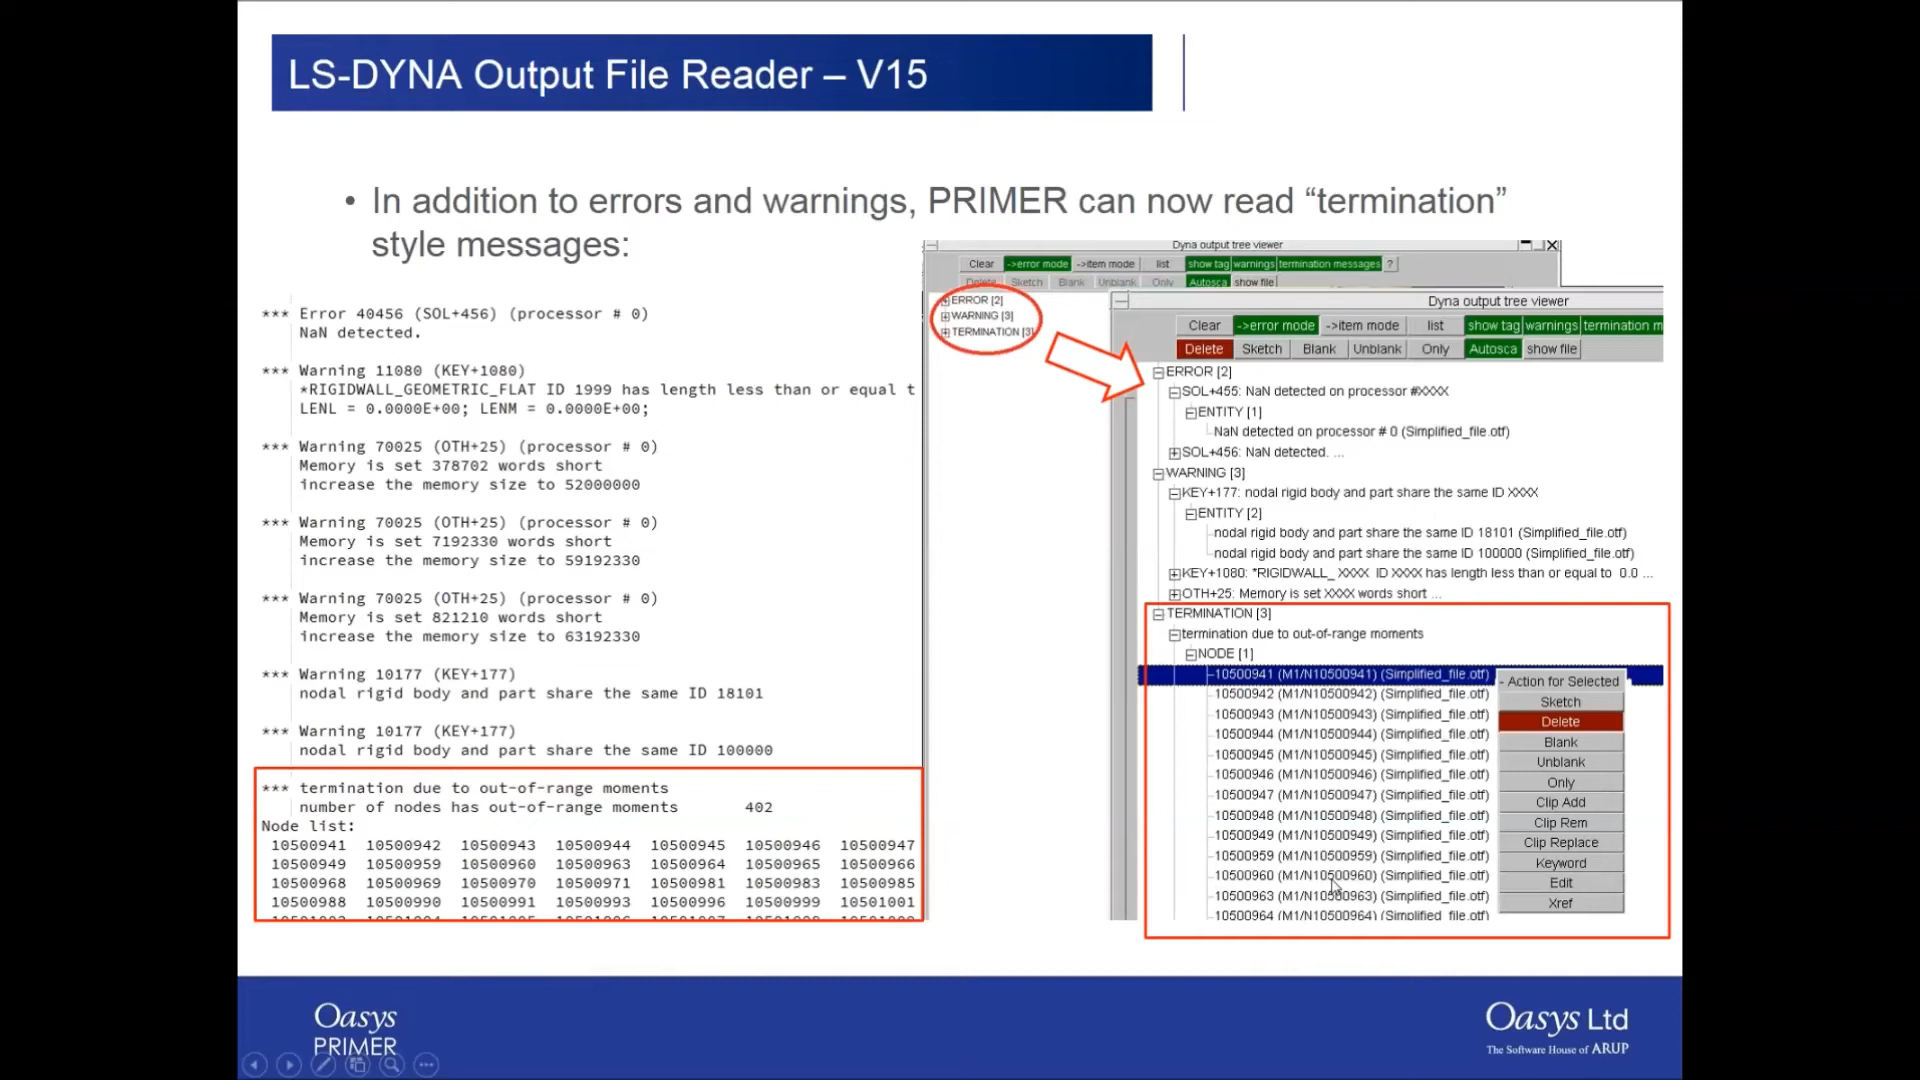 LS-DYNA Output File Reader – V15
• In addition to errors and warnings, PRIMER can now read “termination”
style messages:
*** Error 40456 (SOL+456) (processor # 0)
NaN detected.
*** Warning 11080 (KEY+1080)
*RIGIDWALL_GEOMETRIC_FLAT ID 1999 has length less than or equal t
LENL = 0.0000E+00; LENM = 0.0000E+00;
*** Warning 70025 (OTH+25) (processor # 0)
Memory is set 378702 words short
increase the memory size to 52000000
*** Warning 70025 (OTH+25) (processor # 0)
Memory is set 7192330 words short
increase the memory size to 59192330
*** Warning 70025 (OTH+25) (processor # 0)
Memory is set 821210 words short
increase the memory size to 63192330
*** Warning 10177 (KEY+177)
nodal rigid body and part share the same ID 18101
*** Warning 10177 (KEY+177)
nodal rigid body and part share the same ID 100000
*** termination due to out-of-range moments
number of nodes has out-of-range moments 402
Node list:
10500941 10500942 10500943 10500944 10500945 10500946 10500947
10500949 10500959 10500960 10500963 10500964 10500965 10500966
10500968 10500969 10500970 10500971 10500981 10500983 10500985
10500988 10500990 10500991 10500993 10500996 10500999 10501001
Dyna output tree viewer
Clear ->error mode ->item mode list show tag warnings termination messages ?
Delete Sketch Blank Unblank Only Autosca show file
ERROR [2]
WARNING [3]
TERMINATION [3]
Dyna output tree viewer
Clear ->error mode ->item mode list show tag warnings termination m
Delete Sketch Blank Unblank Only Autosca show file
ERROR [2]
SOL+455: NaN detected on processor #XXXX
ENTITY [1]
NaN detected on processor # 0 (Simplified_file.otf)
SOL+456: NaN detected. ...
WARNING [3]
KEY+177: nodal rigid body and part share the same ID XXXX
ENTITY [2]
nodal rigid body and part share the same ID 18101 (Simplified_file.otf)
nodal rigid body and part share the same ID 100000 (Simplified_file.otf)
KEY+1080: *RIGIDWALL_ XXXX ID XXXX has length less than or equal to 0.0 ...
OTH+25: Memory is set XXXX words short ...
TERMINATION [3]
termination due to out-of-range moments
NODE [1]
10500941 (M1/N10500941) (Simplified_file.otf)
10500942 (M1/N10500942) (Simplified_file.otf)
10500943 (M1/N10500943) (Simplified_file.otf)
10500944 (M1/N10500944) (Simplified_file.otf)
10500945 (M1/N10500945) (Simplified_file.otf)
10500946 (M1/N10500946) (Simplified_file.otf)
10500947 (M1/N10500947) (Simplified_file.otf)
10500948 (M1/N10500948) (Simplified_file.otf)
10500949 (M1/N10500949) (Simplified_file.otf)
10500959 (M1/N10500959) (Simplified_file.otf)
10500960 (M1/N10500960) (Simplified_file.otf)
10500963 (M1/N10500963) (Simplified_file.otf)
10500964 (M1/N10500964) (Simplified_file.otf)
- Action for Selected
Sketch
Delete
Blank
Unblank
Only
Clip Add
Clip Rem
Clip Replace
Keyword
Edit
Xref
Oasys
PRIMER
Oasys Ltd
The Software House of ARUP